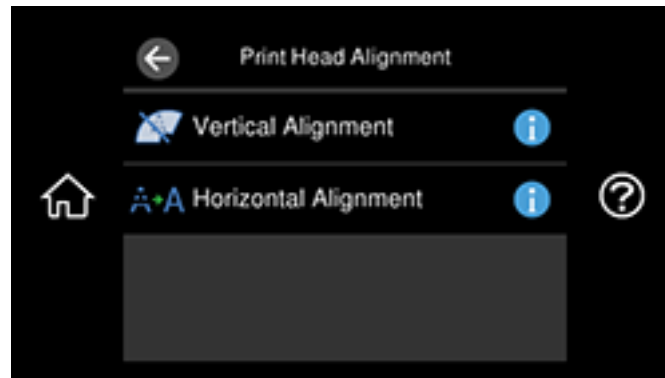 Print Head Alignment
Vertical Alignment
A→A Horizontal Alignment